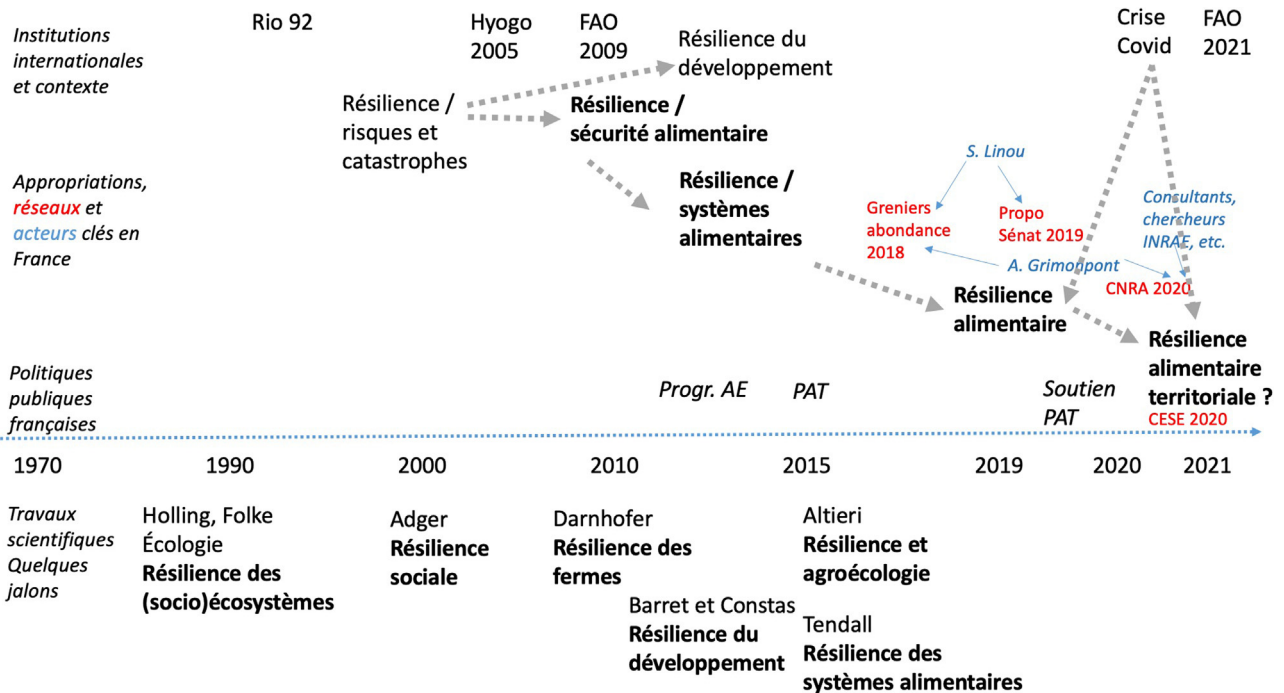 Institutions
internationales
et contexte
Rio 92
Hyogo
2005
FAO
2009
Résilience du
développement
Crise
Covid
FAO
2021
Résilience /
risques et
catastrophes
Résilience /
sécurité alimentaire
Appropriations,
réseaux et
acteurs clés en
France
Résilience /
systèmes
alimentaires
S. Linou
Greniers
abondance
2018
Propo
Sénat 2019
A. Grimonpont
Consultants,
chercheurs
INRAE, etc.
CNRA 2020
Résilience
alimentaire
Résilience
alimentaire
territoriale ?
CESE 2020
Politiques
publiques
françaises
Progr. AE
PAT
Soutien
PAT
1970
1990
2000
2010
2015
2019
2020
2021
Travaux
scientifiques
Quelques
jalons
Holling, Folke
Écologie
Résilience des
(socio)écosystèmes
Adger
Résilience
sociale
Darnhofer
Résilience des
fermes
Barret et Constas
Résilience du
développement
Altieri
Résilience et
agroécologie
Tendall
Résilience des
systèmes alimentaires